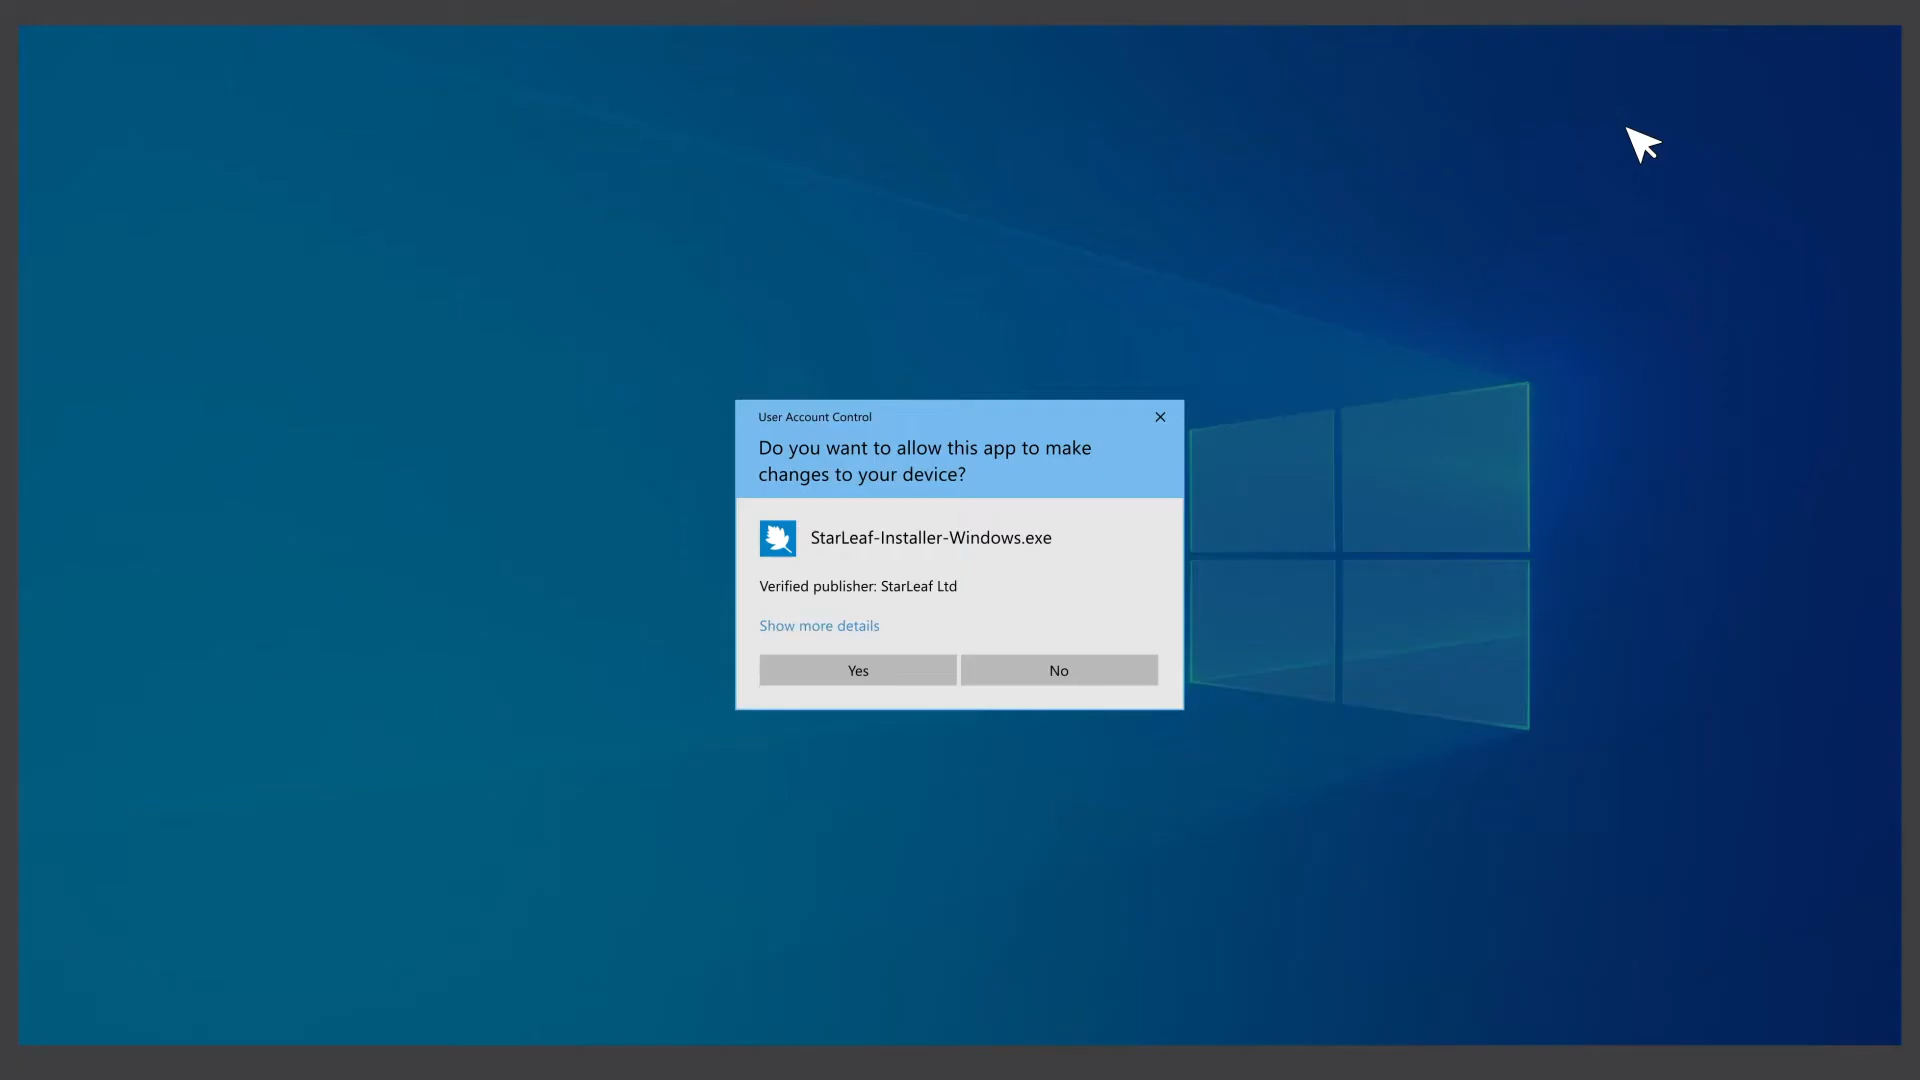 User Account Control
Do you want to allow this app to make
changes to your device?
StarLeaf-Installer-Windows.exe
Verified publisher: StarLeaf Ltd
Show more details
Yes
No